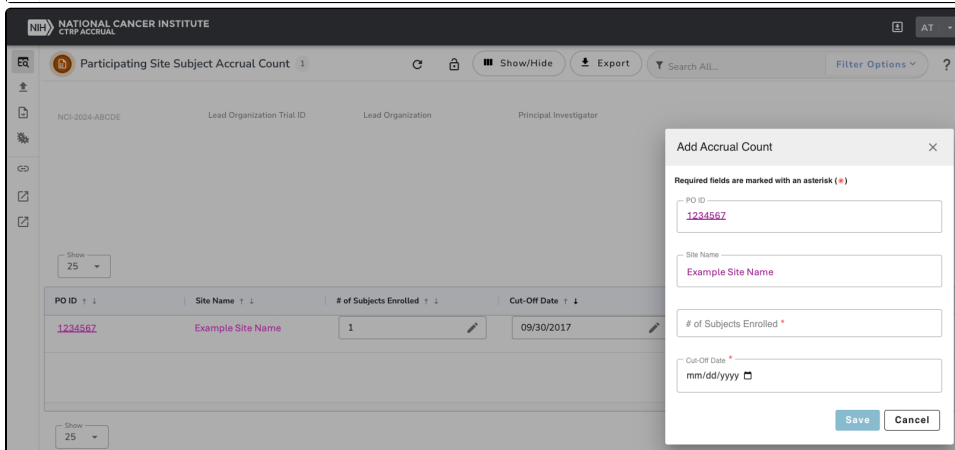 NIH NATIONAL CANCER INSTITUTE
CTRP ACCRUAL
AT
Participating Site Subject Accrual Count 1
Show/Hide
Export
Search All...
Filter Options
?
NCI-2024-ABCDE
Lead Organization Trial ID
Lead Organization
Principal Investigator
Add Accrual Count
Required fields are marked with an asterisk (*)
PO ID
1234567
Site Name
Example Site Name
# of Subjects Enrolled *
Cut-Off Date *
mm/dd/yyyy
Save Cancel
Show
25
PO ID ↑ ↓ Site Name ↑ ↓ # of Subjects Enrolled ↑ ↓ Cut-Off Date ↑ ↓
1234567 Example Site Name 1 09/30/2017
Show
25